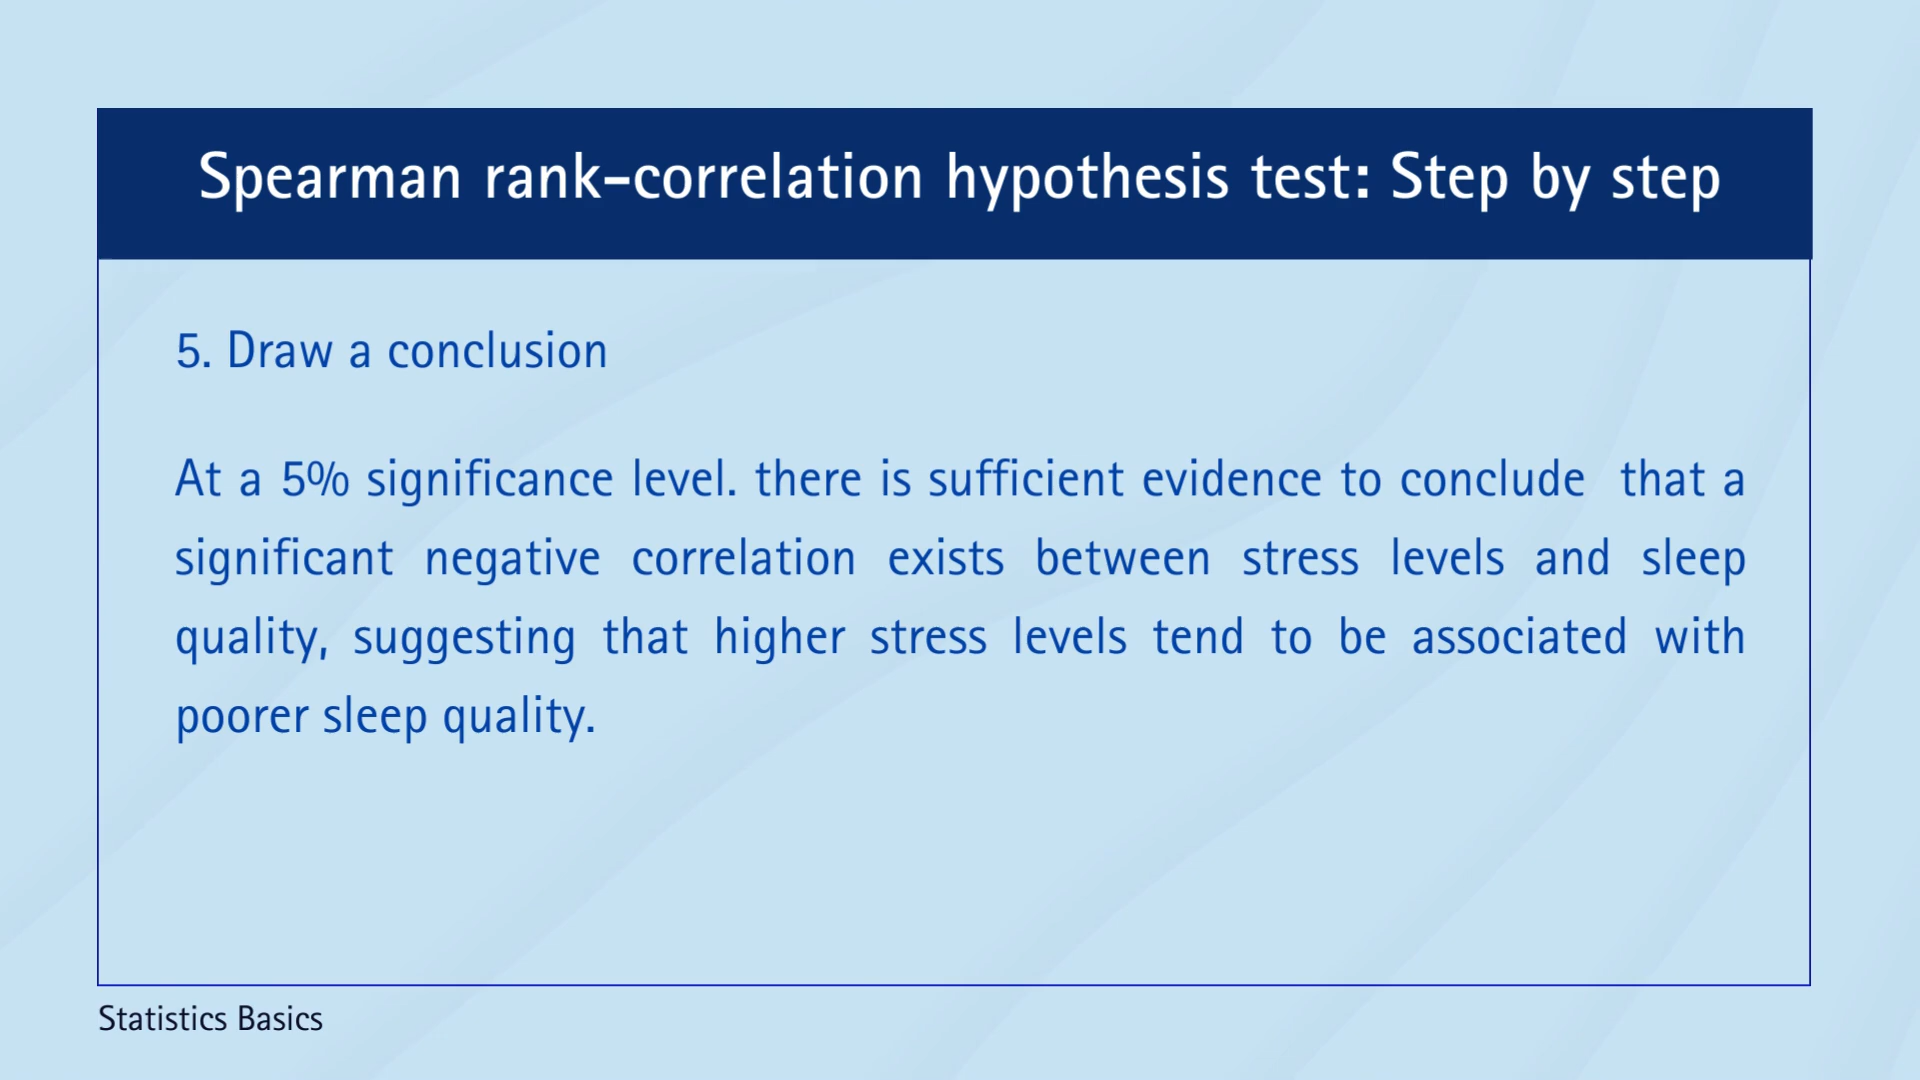 Spearman rank-correlation hypothesis test: Step by step
5. Draw a conclusion
At a 5% significance level. there is sufficient evidence to conclude that a
significant negative correlation exists between stress levels and sleep
quality, suggesting that higher stress levels tend to be associated with
poorer sleep quality.
Statistics Basics